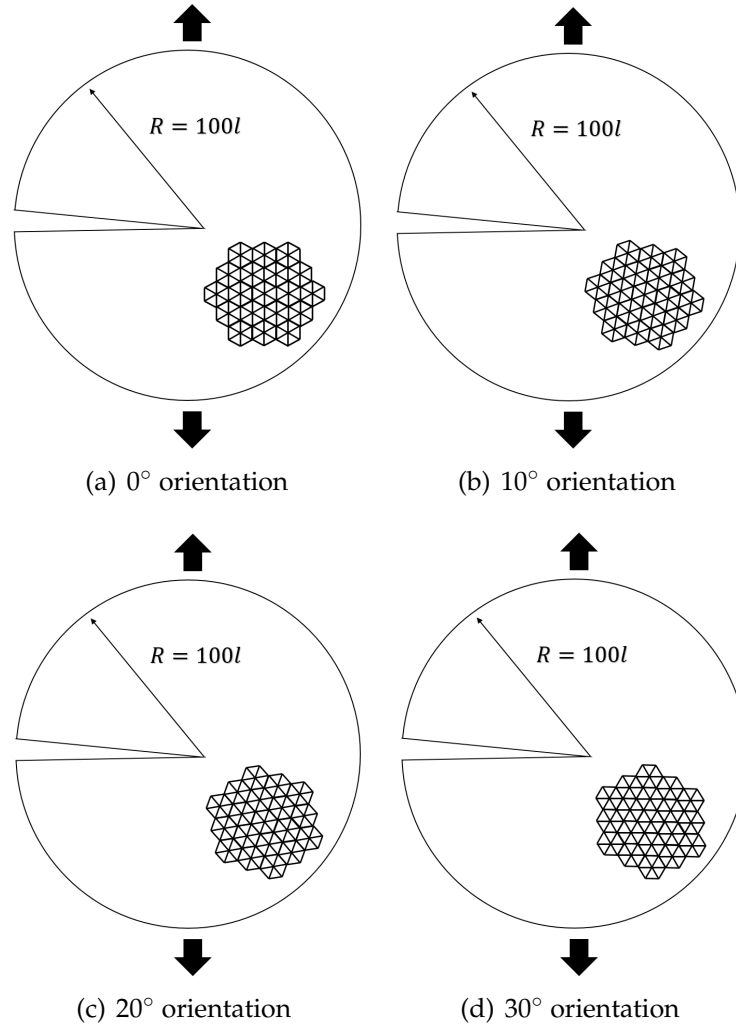 R = 100l
R = 100l
(a) 0° orientation
(b) 10° orientation
R = 100l
R = 100l
(c) 20° orientation
(d) 30° orientation